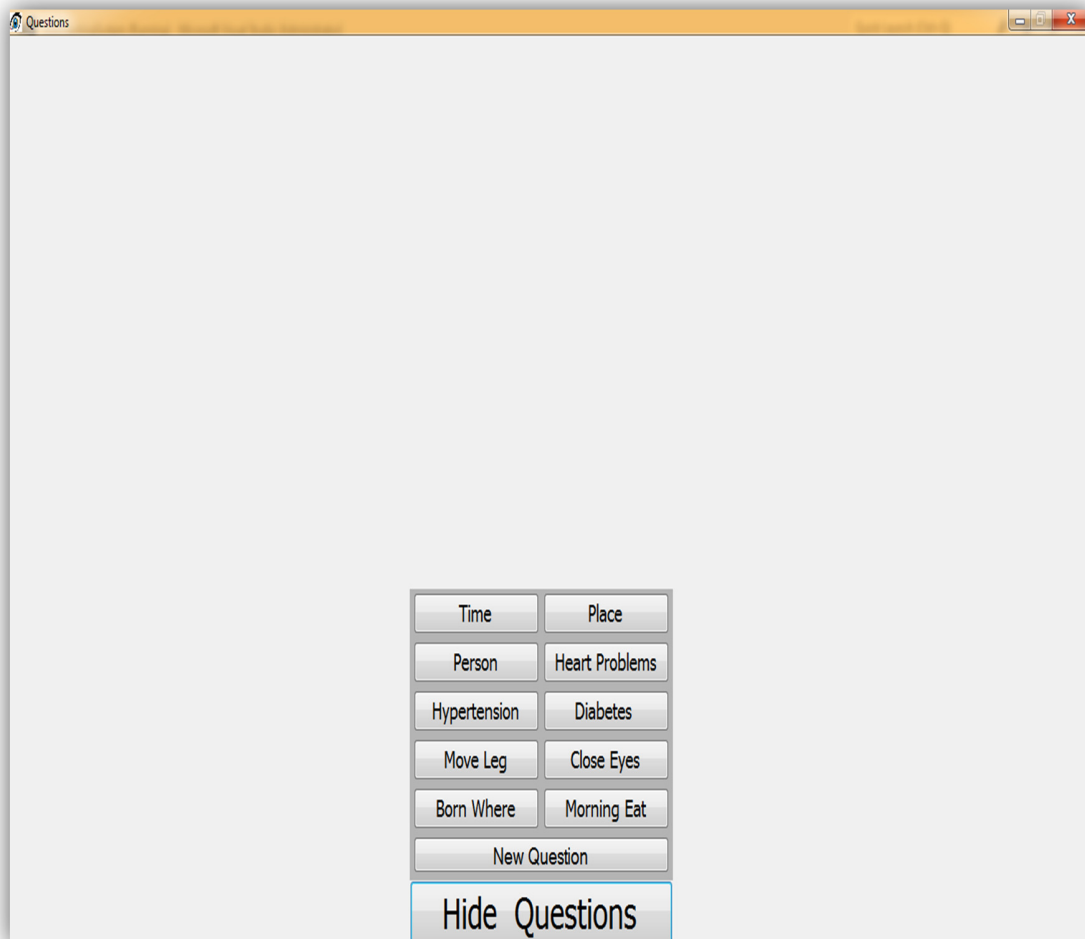 Questions
Time Place
Person Heart Problems
Hypertension Diabetes
Move Leg Close Eyes
Born Where Morning Eat
New Question
Hide Questions